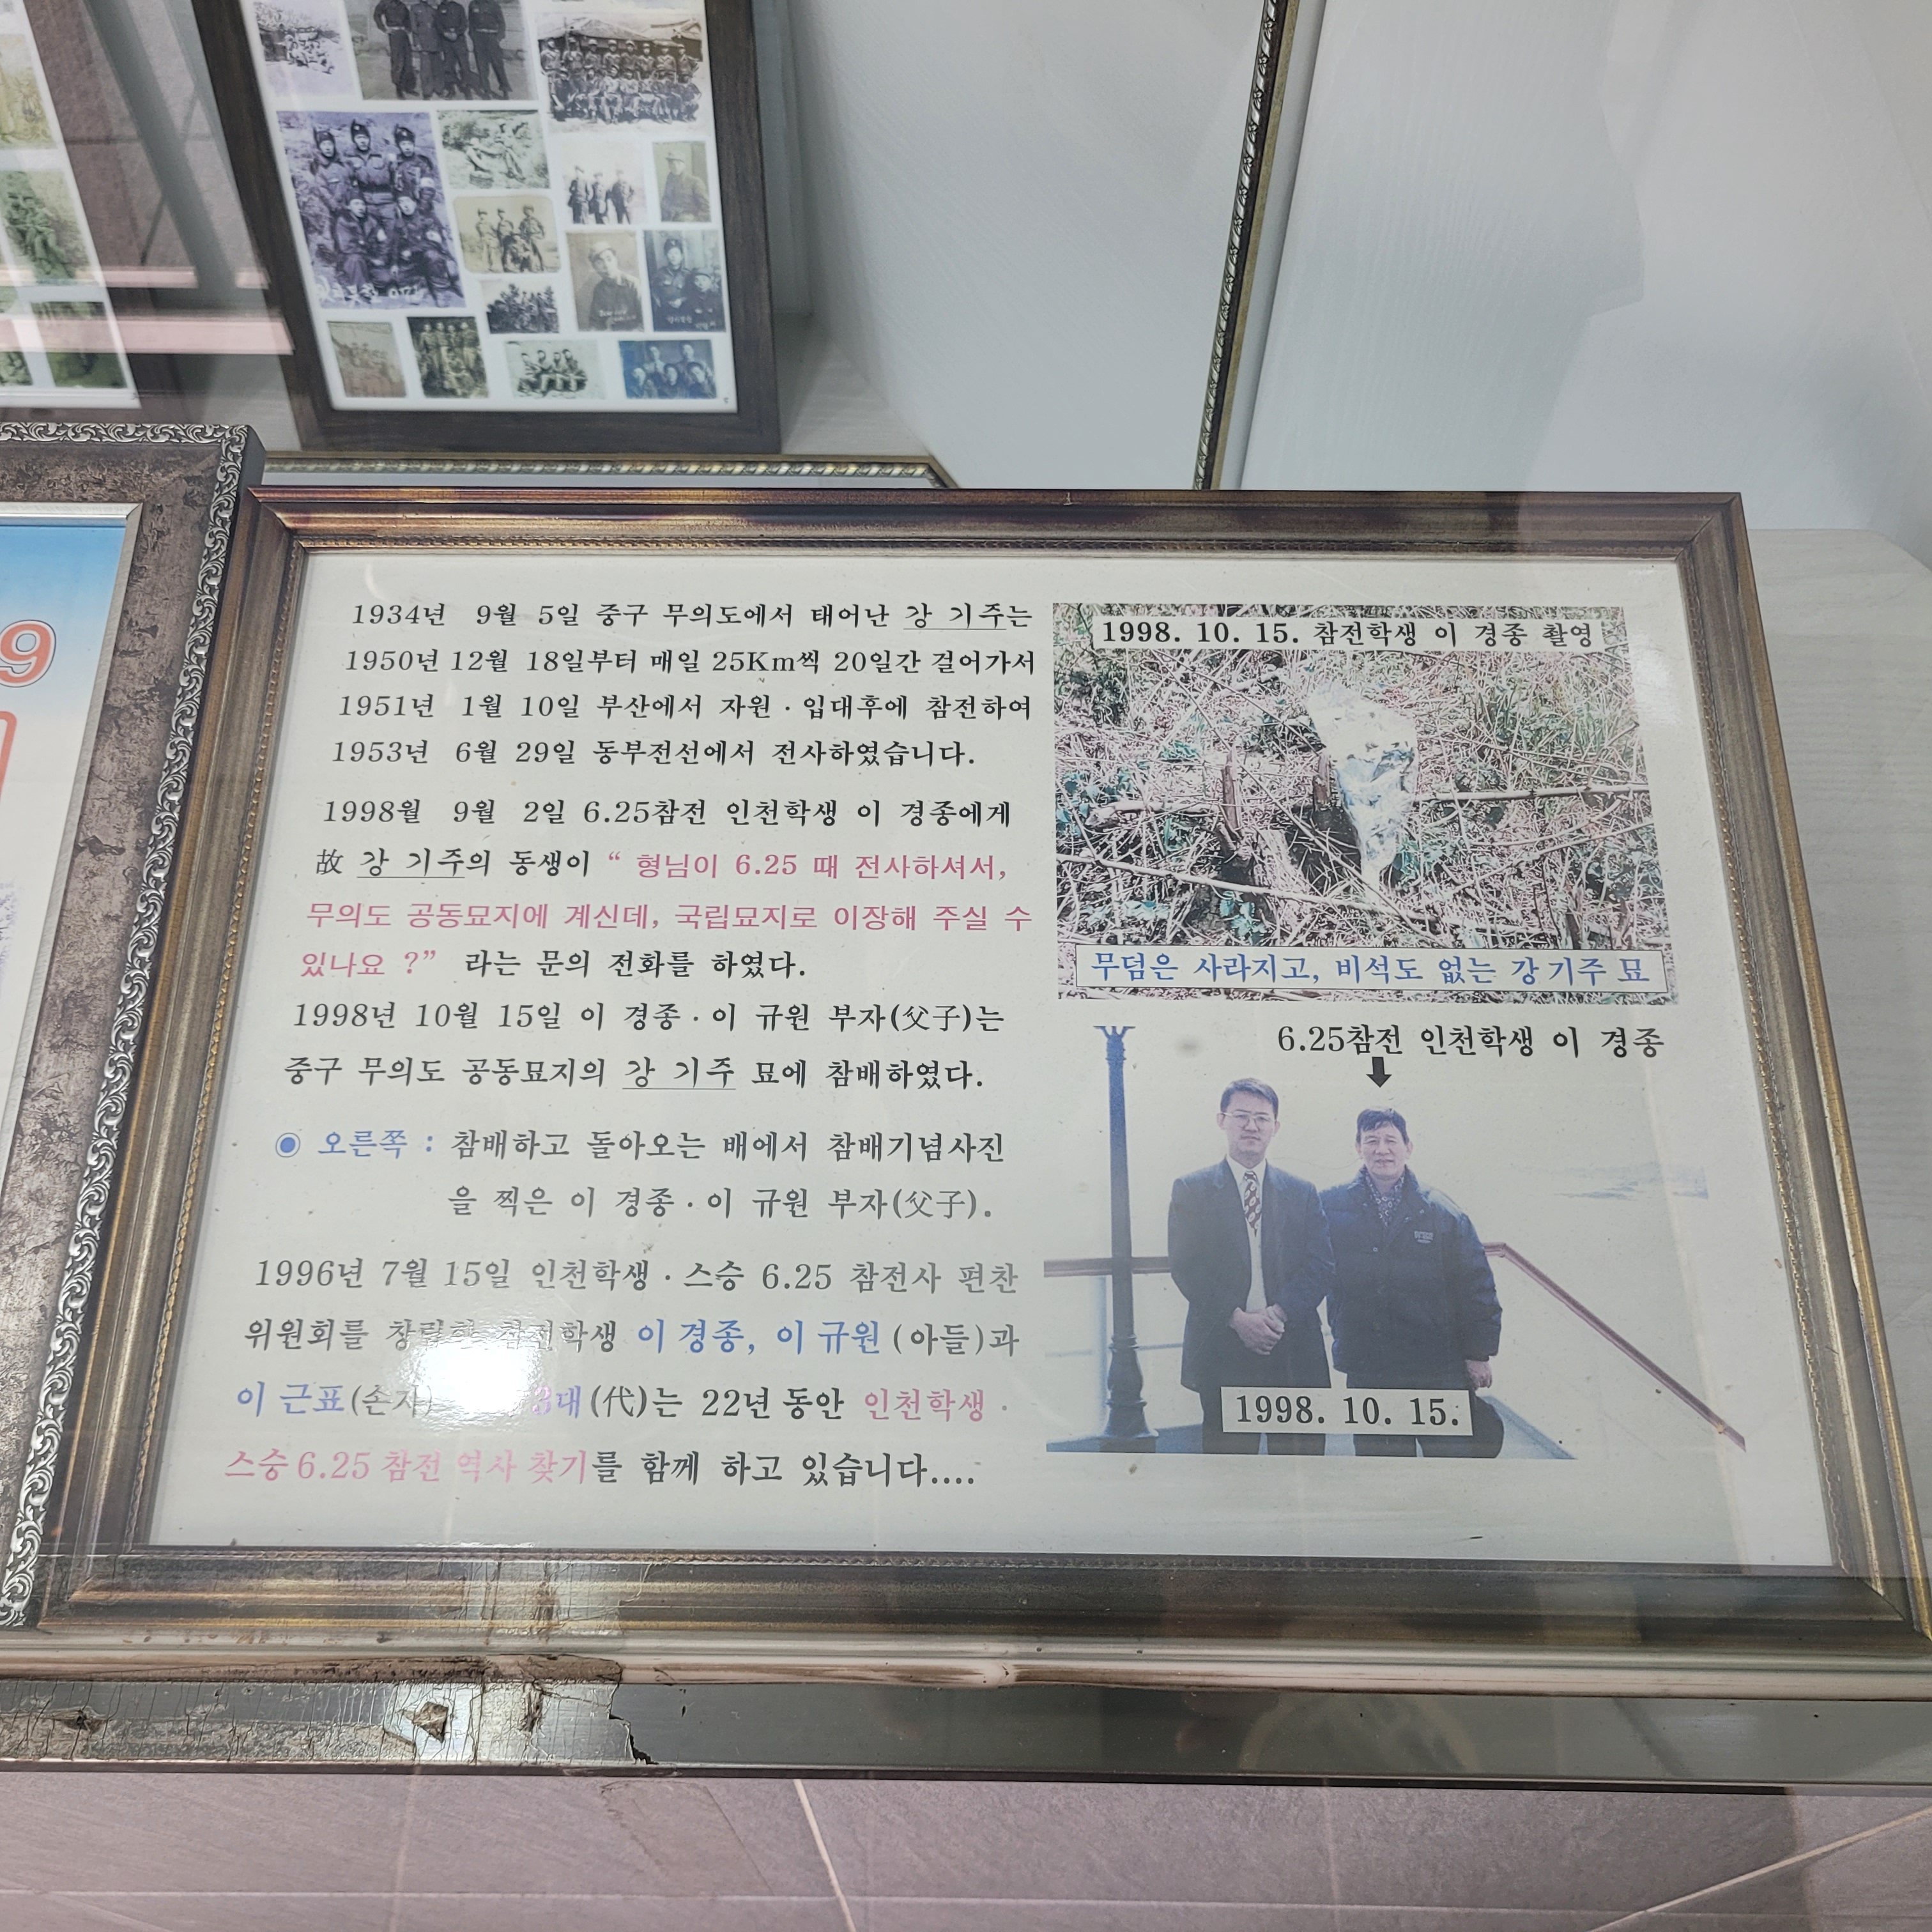 1934년 9월 5일 중구 무의도에서 태어난 강 기주는
1950년 12월 18일부터 매일 25Km씩 20일간 걸어가서
1951년 1월 10일 부산에서 자원 · 입대후에 참전하여
1953년 6월 29일 동부전선에서 전사하였습니다.
1998월 9월 2일 6.25참전 인천학생 이 경종에게
故 강 기주의 동생이 “ 형님이 6.25 때 전사하셔서,
무의도 공동묘지에 계신데, 국립묘지로 이장해 주실 수
있나요 ?” 라는 문의 전화를 하였다.
1998년 10월 15일 이 경종 · 이 규원 부자(父子)는
중구 무의도 공동묘지의 강 기주 묘에 참배하였다.
◉ 오른쪽 : 참배하고 돌아오는 배에서 참배기념사진
을 찍은 이 경종 · 이 규원 부자(父子).
1996년 7월 15일 인천학생 · 스승 6.25 참전사 편찬
위원회를 창립한 참전학생 이 경종, 이 규원 (아들)과
이 근표(손자) 3대(代)는 22년 동안 인천학생 ·
스숭 6.25 참전 역사 찾기를 함께 하고 있습니다....
1998. 10. 15. 참전학생 이 경종 촬영
무덤은 사라지고, 비석도 없는 강 기주 묘
6.25참전 인천학생 이 경종
1998. 10. 15.
9